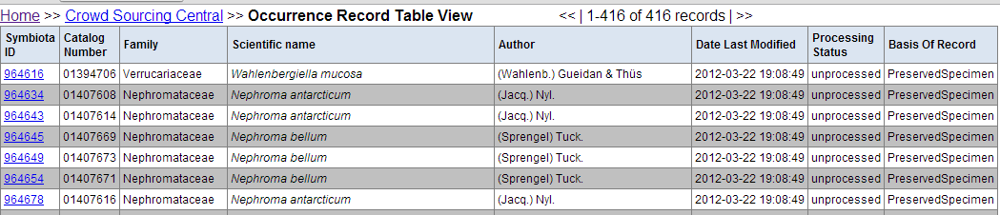 Home >> Crowd Sourcing Central >> Occurrence Record Table View << | 1-416 of 416 records | >>
Symbiota ID Catalog Number Family Scientific name Author Date Last Modified Processing Status Basis Of Record
964616 01394706 Verrucariaceae Wahlenbergiella mucosa (Wahlenb.) Gueidan & Thüs 2012-03-22 19:08:49 unprocessed PreservedSpecimen
964634 01407608 Nephromataceae Nephroma antarcticum (Jacq.) Nyl. 2012-03-22 19:08:49 unprocessed PreservedSpecimen
964643 01407614 Nephromataceae Nephroma antarcticum (Jacq.) Nyl. 2012-03-22 19:08:49 unprocessed PreservedSpecimen
964645 01407669 Nephromataceae Nephroma bellum (Sprengel) Tuck. 2012-03-22 19:08:49 unprocessed PreservedSpecimen
964649 01407673 Nephromataceae Nephroma bellum (Sprengel) Tuck. 2012-03-22 19:08:49 unprocessed PreservedSpecimen
964654 01407671 Nephromataceae Nephroma bellum (Sprengel) Tuck. 2012-03-22 19:08:49 unprocessed PreservedSpecimen
964678 01407616 Nephromataceae Nephroma antarcticum (Jacq.) Nyl. 2012-03-22 19:08:49 unprocessed PreservedSpecimen